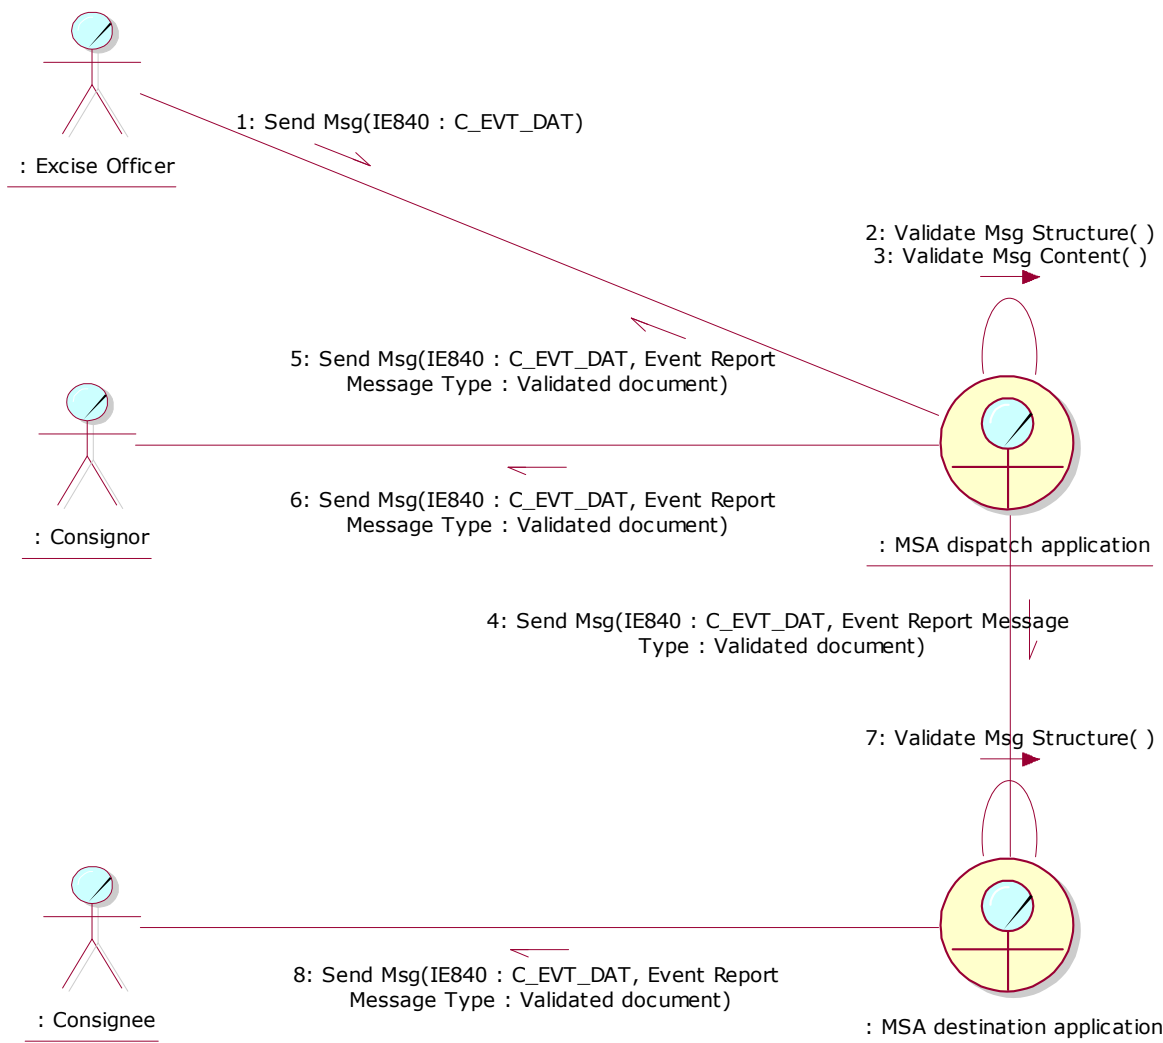 1: Send Msg(IE840 : C_EVT_DAT)
: Excise Officer
2: Validate Msg Structure( )
3: Validate Msg Content( )
5: Send Msg(IE840 : C_EVT_DAT, Event Report
Message Type : Validated document)
6: Send Msg(IE840 : C_EVT_DAT, Event Report
Message Type : Validated document)
: Consignor
: MSA dispatch application
4: Send Msg(IE840 : C_EVT_DAT, Event Report Message
Type : Validated document)
7: Validate Msg Structure( )
8: Send Msg(IE840 : C_EVT_DAT, Event Report
Message Type : Validated document)
: Consignee
: MSA destination application